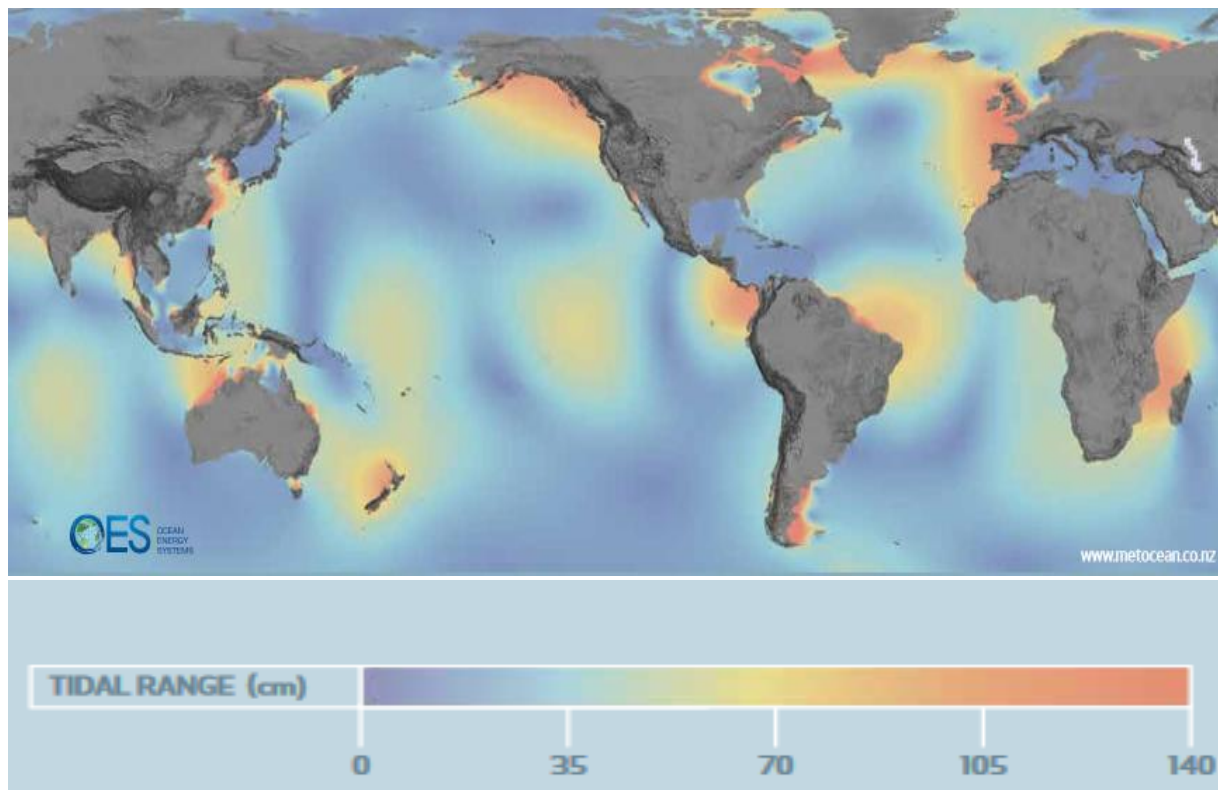 OES
OCEAN
ENERGY
SYSTEMS
www.metocean.co.nz
TIDAL RANGE (cm)
0 35 70 105 140